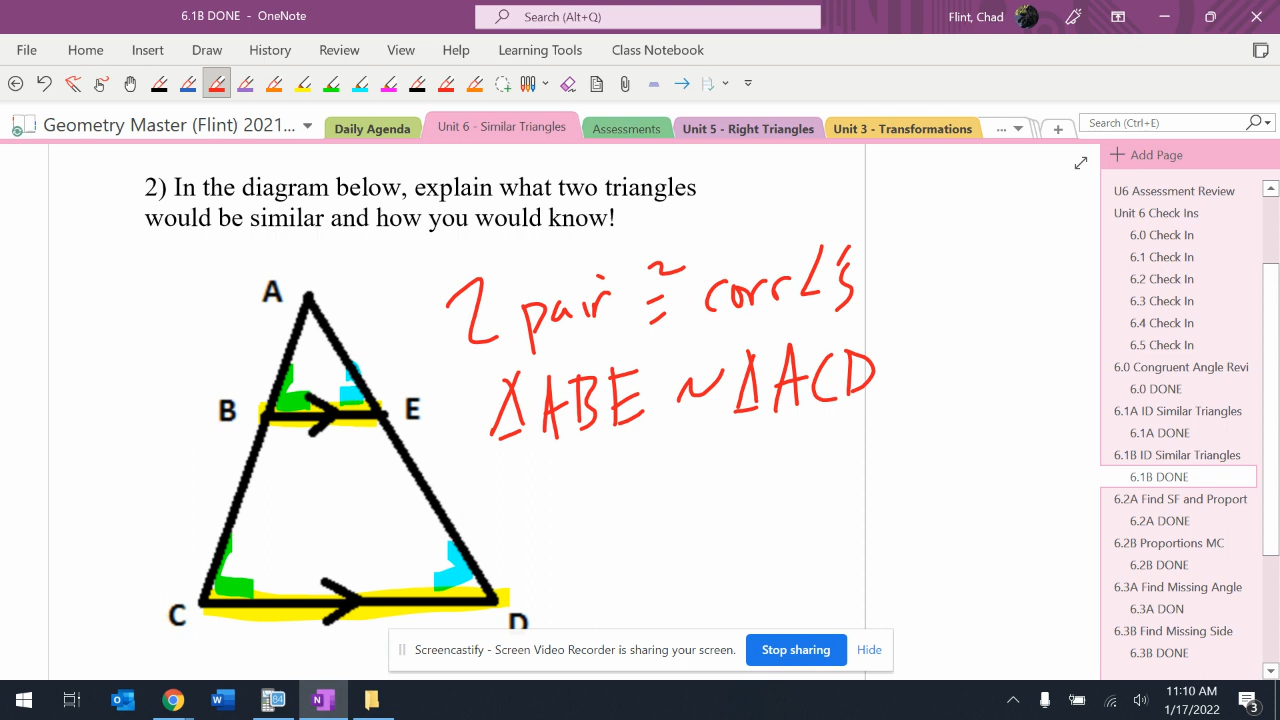 6.1B DONE - OneNote
Search (Alt+Q)
Flint, Chad
File Home Insert Draw History Review View Help Learning Tools Class Notebook
Geometry Master (Flint) 2021...
Daily Agenda
Unit 6 - Similar Triangles
Assessments
Unit 5 - Right Triangles
Unit 3 - Transformations
...
Search (Ctrl+E)
Add Page
U6 Assessment Review
Unit 6 Check Ins
6.0 Check In
6.1 Check In
6.2 Check In
6.3 Check In
6.4 Check In
6.5 Check In
6.0 Congruent Angle Revi
6.0 DONE
6.1A ID Similar Triangles
6.1A DONE
6.1B ID Similar Triangles
6.1B DONE
6.2A Find SF and Proport
6.2A DONE
6.2B Proportions MC
6.2B DONE
6.3A Find Missing Angle
6.3A DON
6.3B Find Missing Side
6.3B DONE
2) In the diagram below, explain what two triangles
would be similar and how you would know!
A
B
E
C
D
2 pair ≅ corr∠'s
ΔABE ~ ΔACD
Screencastify - Screen Video Recorder is sharing your screen.
Stop sharing
Hide
11:10 AM
1/17/2022
3